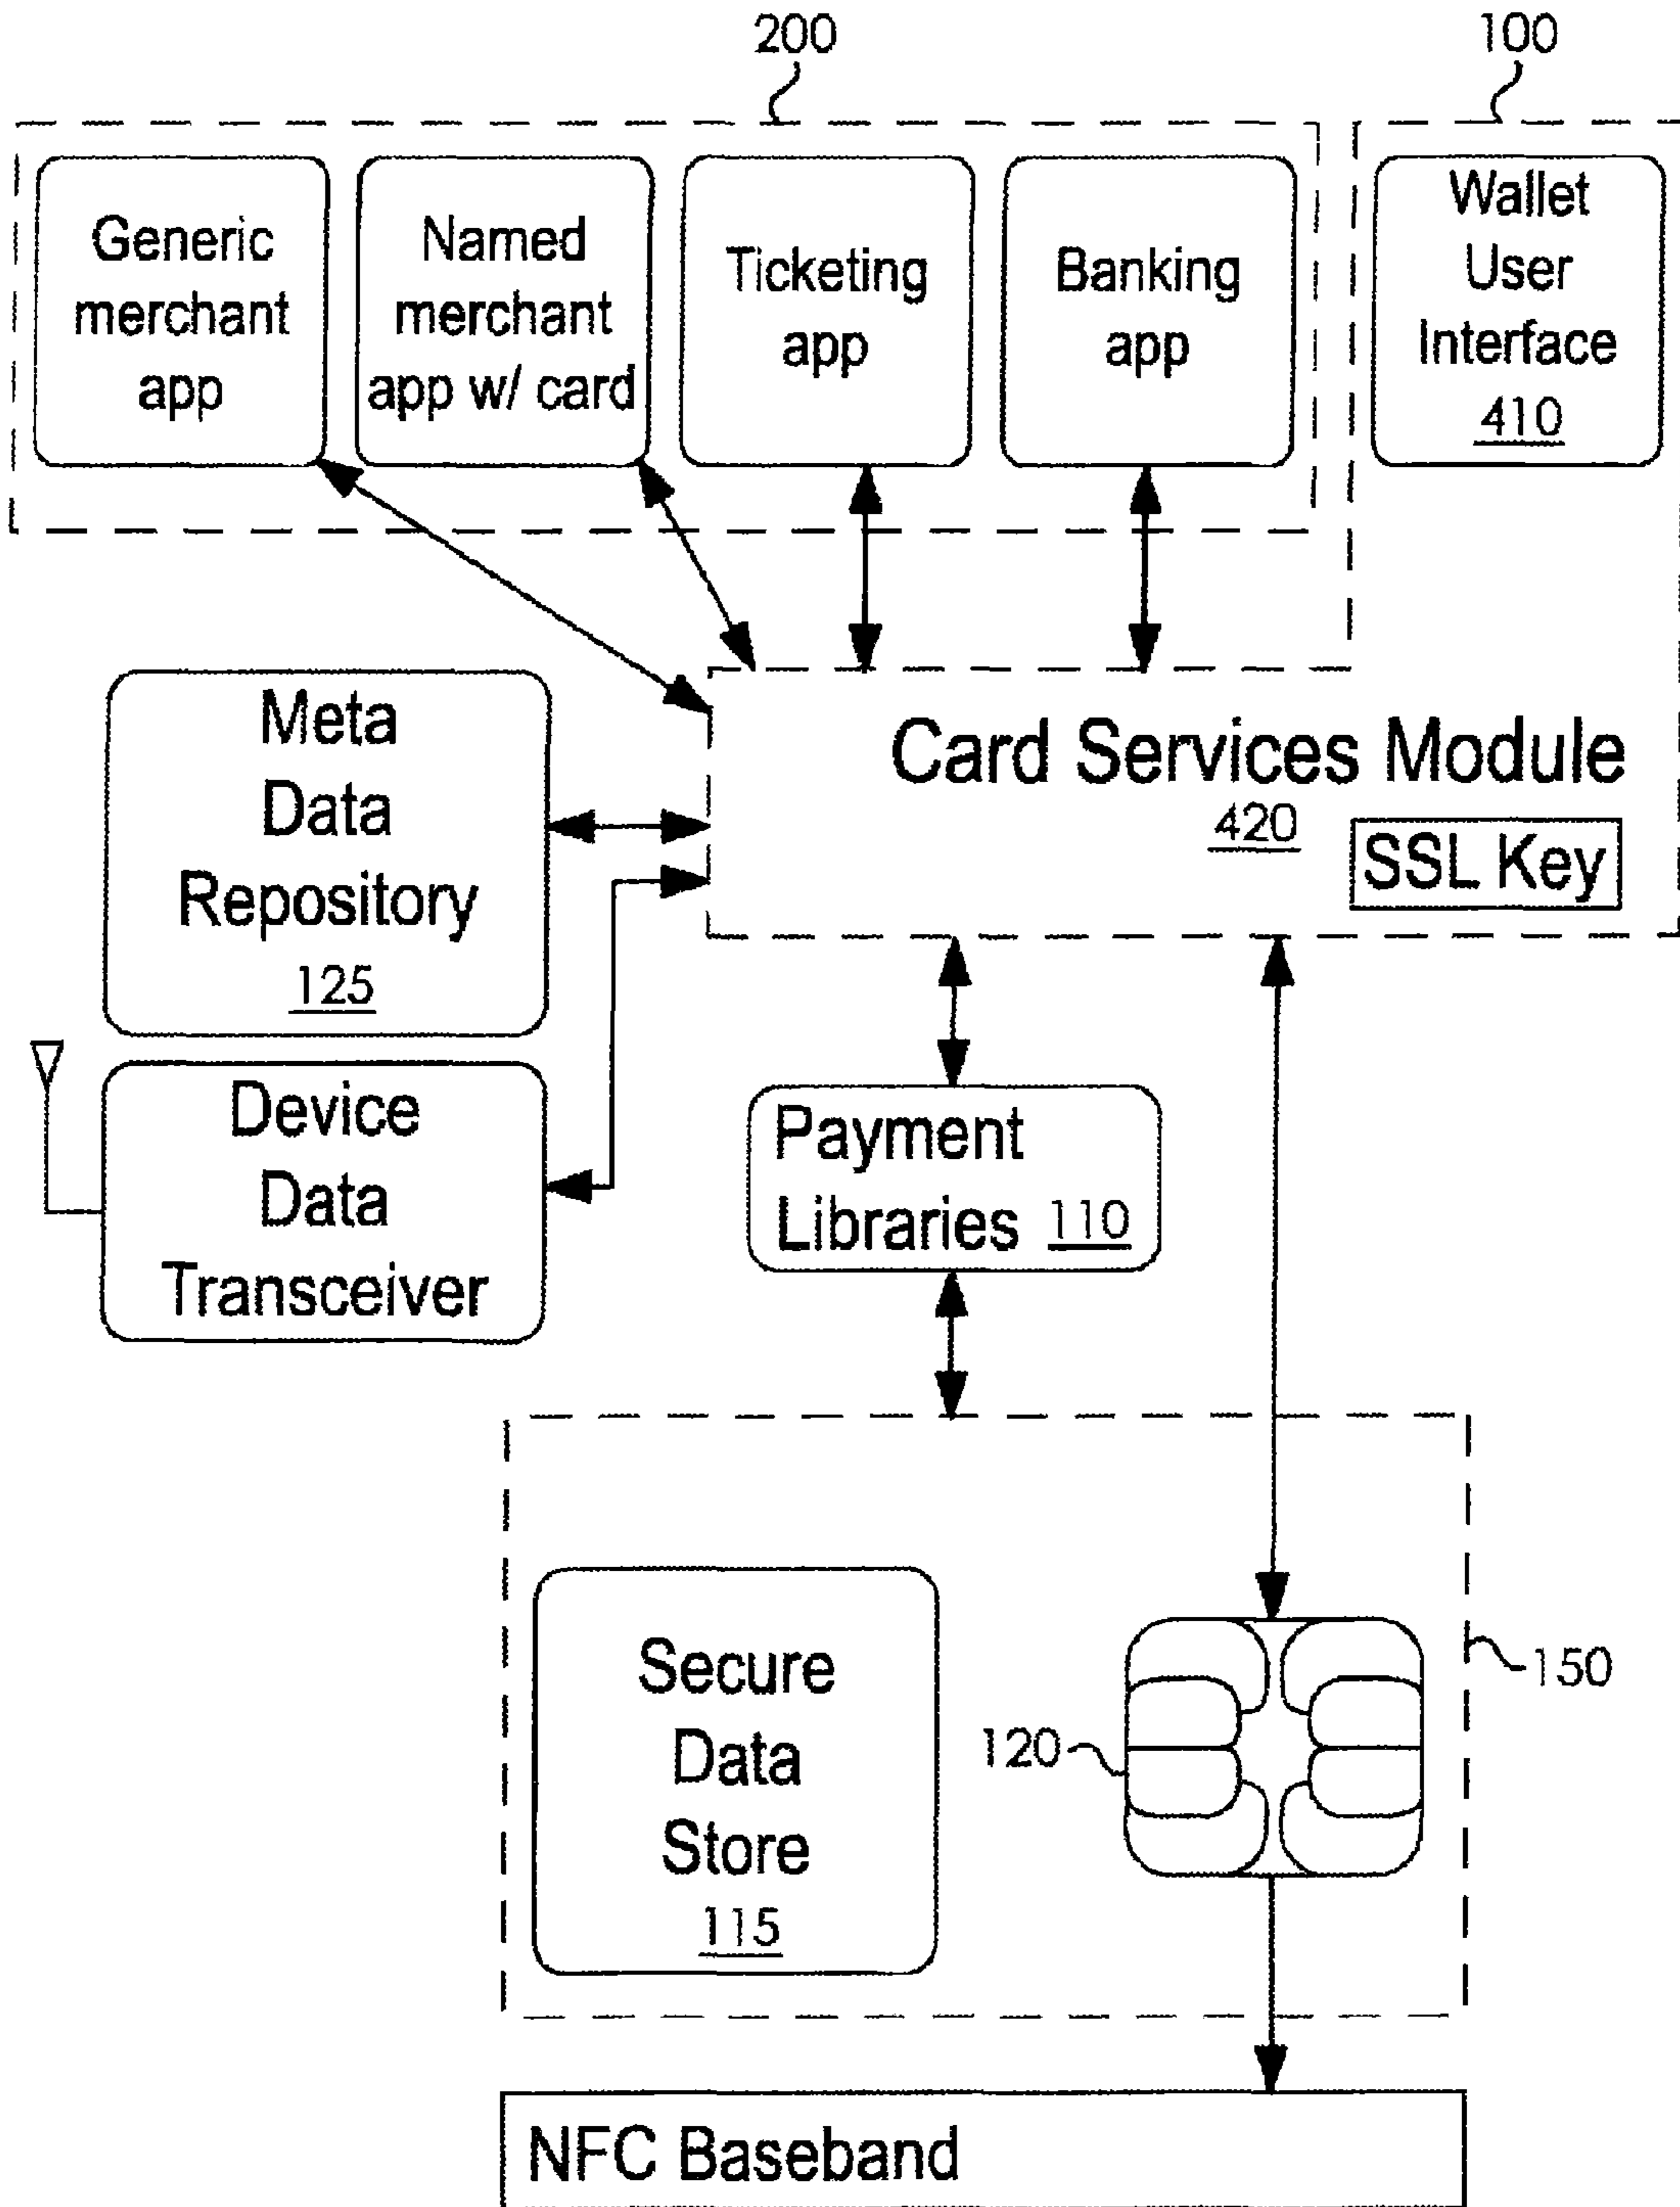 200
100
Generic
merchant
app
Named
merchant
app w/ card
Ticketing
app
Banking
app
Wallet
User
Interface
410
Meta
Data
Repository
125
Card Services Module
420
SSL Key
Device
Data
Transceiver
Payment
Libraries 110
Secure
Data
Store
115
120
150
NFC Baseband